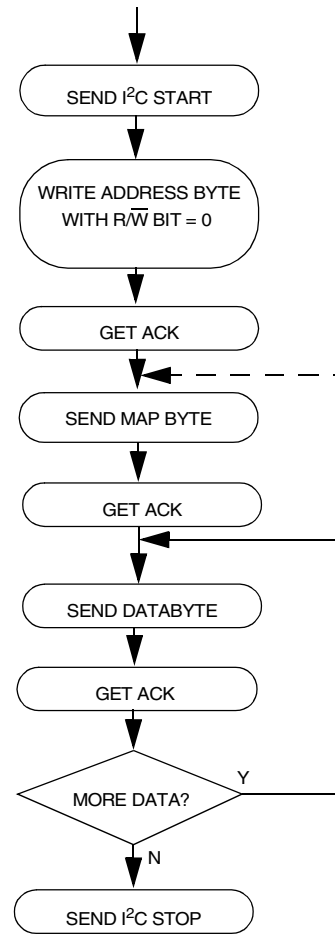 SEND I²C START
WRITE ADDRESS BYTE
WITH R/W̅ BIT = 0
GET ACK
SEND MAP BYTE
GET ACK
SEND DATABYTE
GET ACK
MORE DATA?
Y
N
SEND I²C STOP